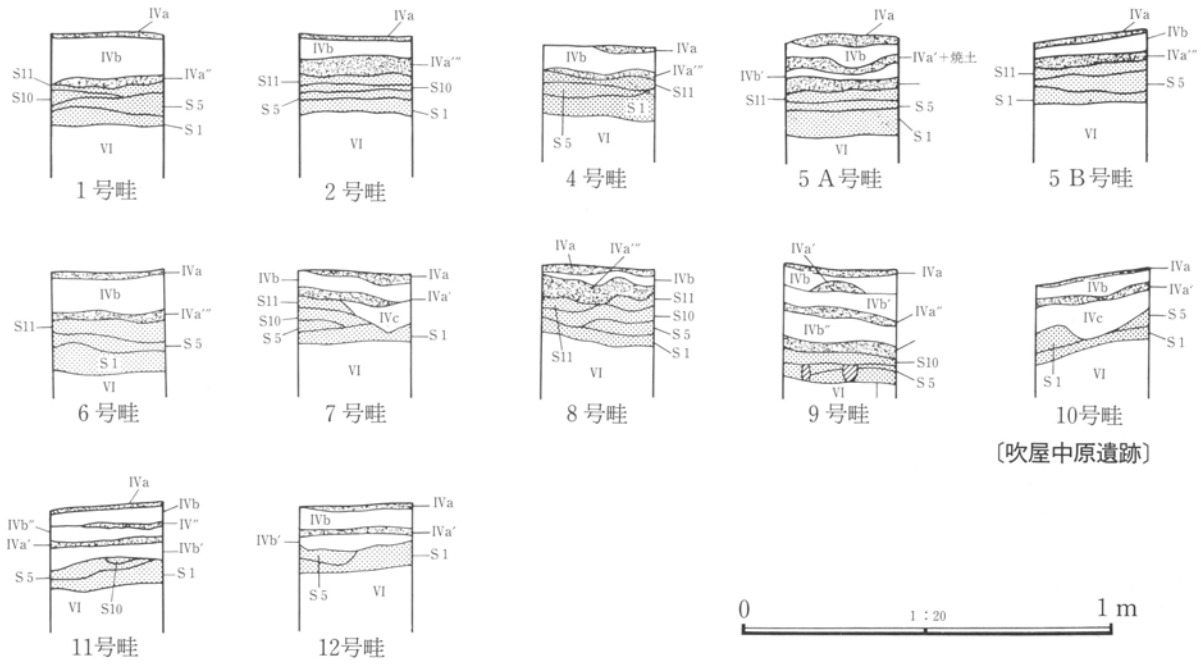 IVa
IVb
S11
IVa‴
S10
S5
S1
VI
1号畦
IVa
IVb
IVa‴
S11
S10
S5
S1
VI
2号畦
IVb
IVa
IVa‴
S11
S1
S5
VI
4号畦
IVa
IVb
IVa′+焼土
IVb′
S11
S5
S1
VI
5A号畦
IVa
IVb
IVa‴
S11
S5
S1
VI
5B号畦
IVa
IVb
IVa‴
S11
S5
S1
VI
6号畦
IVb
IVa
S11
IVa′
S10
IVc
S5
S1
VI
7号畦
IVa
IVa‴
IVb
S11
S10
S5
S11
S1
VI
8号畦
IVa′
IVa
IVb
IVb′
IVa″
IVb″
S10
S5
VI
9号畦
IVa
IVb
IVa′
IVc
S5
S1
S1
VI
10号畦
〔吹屋中原遺跡〕
IVa
IVb
IVb″
IV″
IVa′
IVb′
S5
S1
VI
S10
11号畦
IVa
IVb
IVa′
IVb′
S1
S5
VI
12号畦
0
1:20
1m